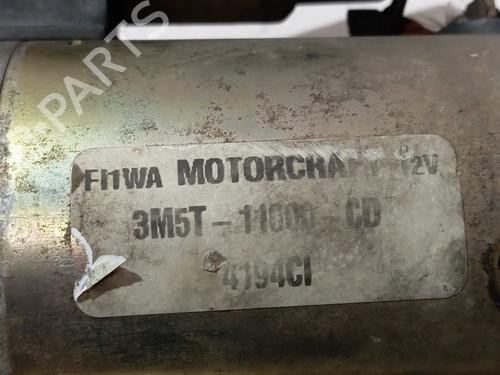 B-PARTS
FI1WA MOTORCRAFT 12V
3M5T-11000-CD
4194CI